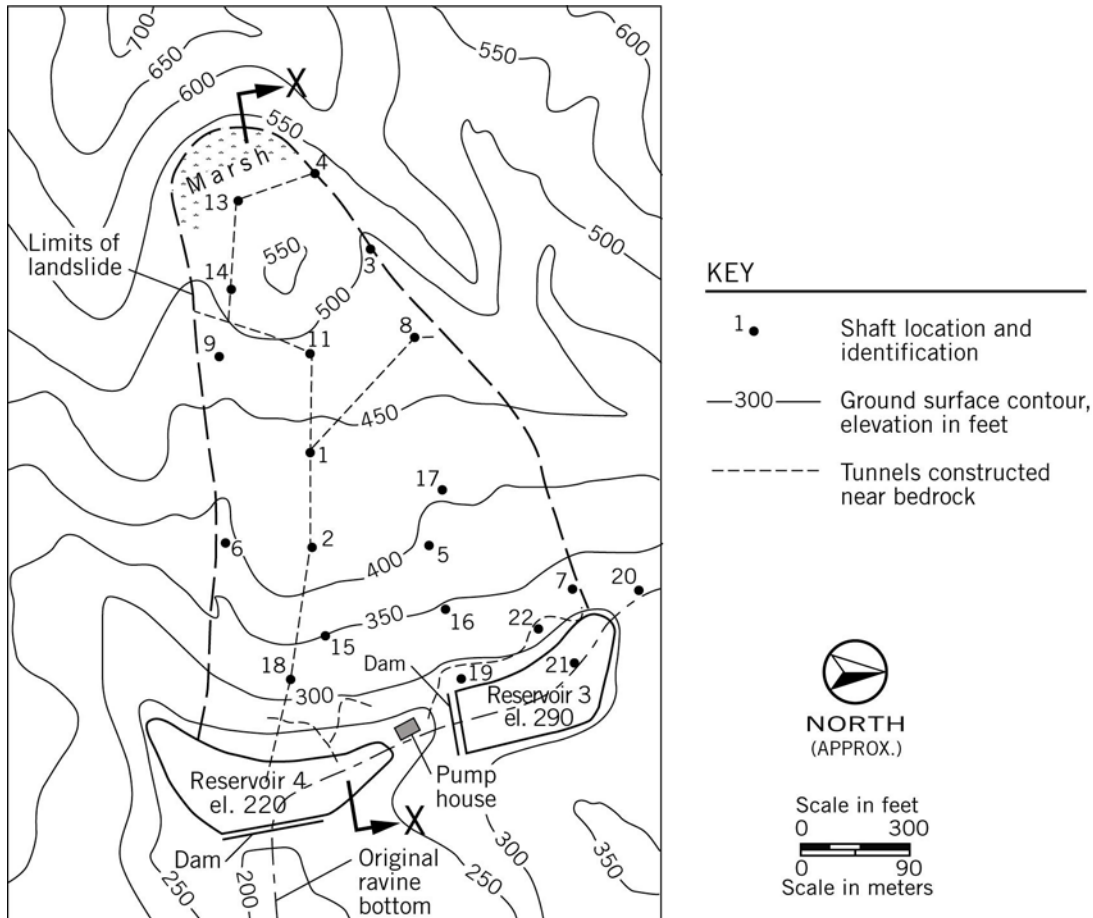 700
650
600
550
X
550
600
550
500
Marsh
4
13
Limits of
landslide
550
3
14
500
8
9
11
450
1
17
6
2
5
400
7
20
350
16
22
15
18
Dam
19
21
300
Reservoir 3
el. 290
Reservoir 4
el. 220
Pump
house
X
Dam
Original
ravine
bottom
250
200
250
300
350
KEY
1
Shaft location and
identification
300
Ground surface contour,
elevation in feet
Tunnels constructed
near bedrock
NORTH
(APPROX.)
Scale in feet
0 300
0 90
Scale in meters